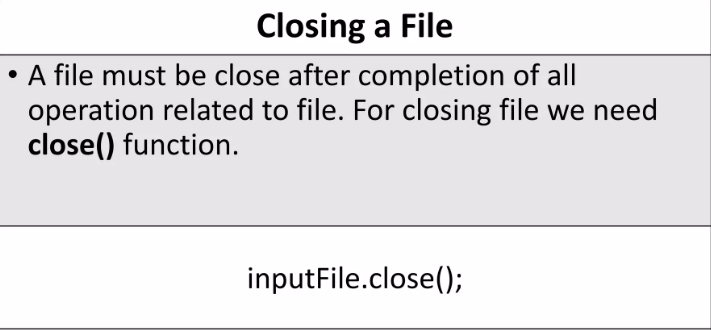 Closing a File
• A file must be close after completion of all
operation related to file. For closing file we need
close() function.
inputFile.close();